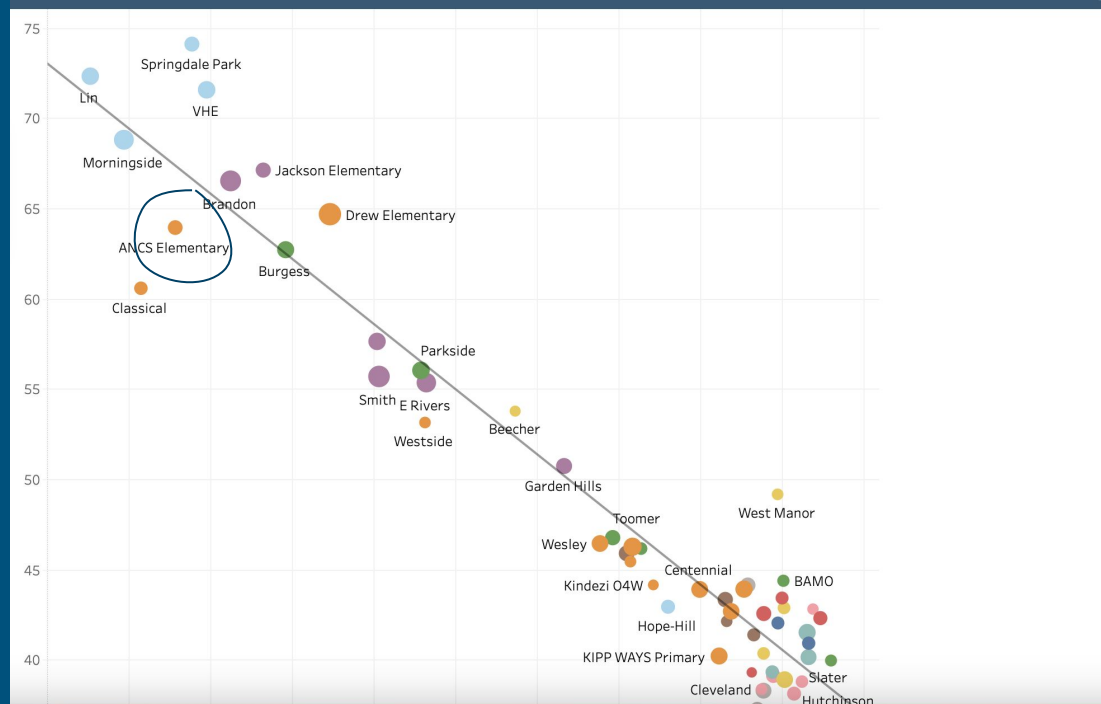 75
Springdale Park
Lin
VHE
70
Morningside
Jackson Elementary
Brandon
65
Drew Elementary
ANCS Elementary
Burgess
60
Classical
Parkside
55
Smith
E Rivers
Beecher
Westside
50
Garden Hills
West Manor
Toomer
Wesley
45
Centennial
BAMO
Kindezi O4W
Hope-Hill
40
KIPP WAYS Primary
Slater
Cleveland
Hutchinson